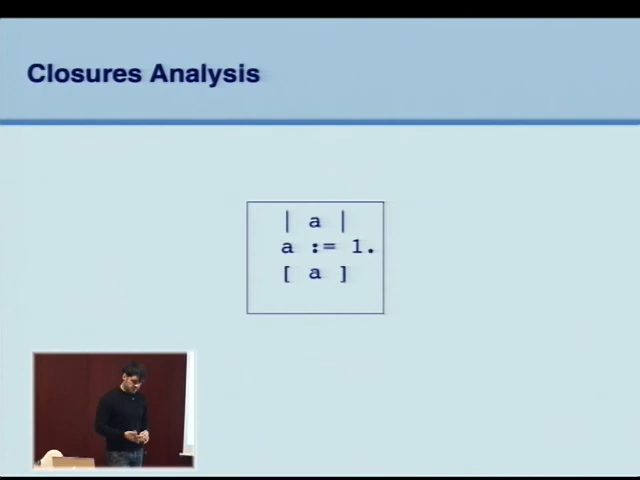 Closures Analysis
| a |
a := 1.
[ a ]